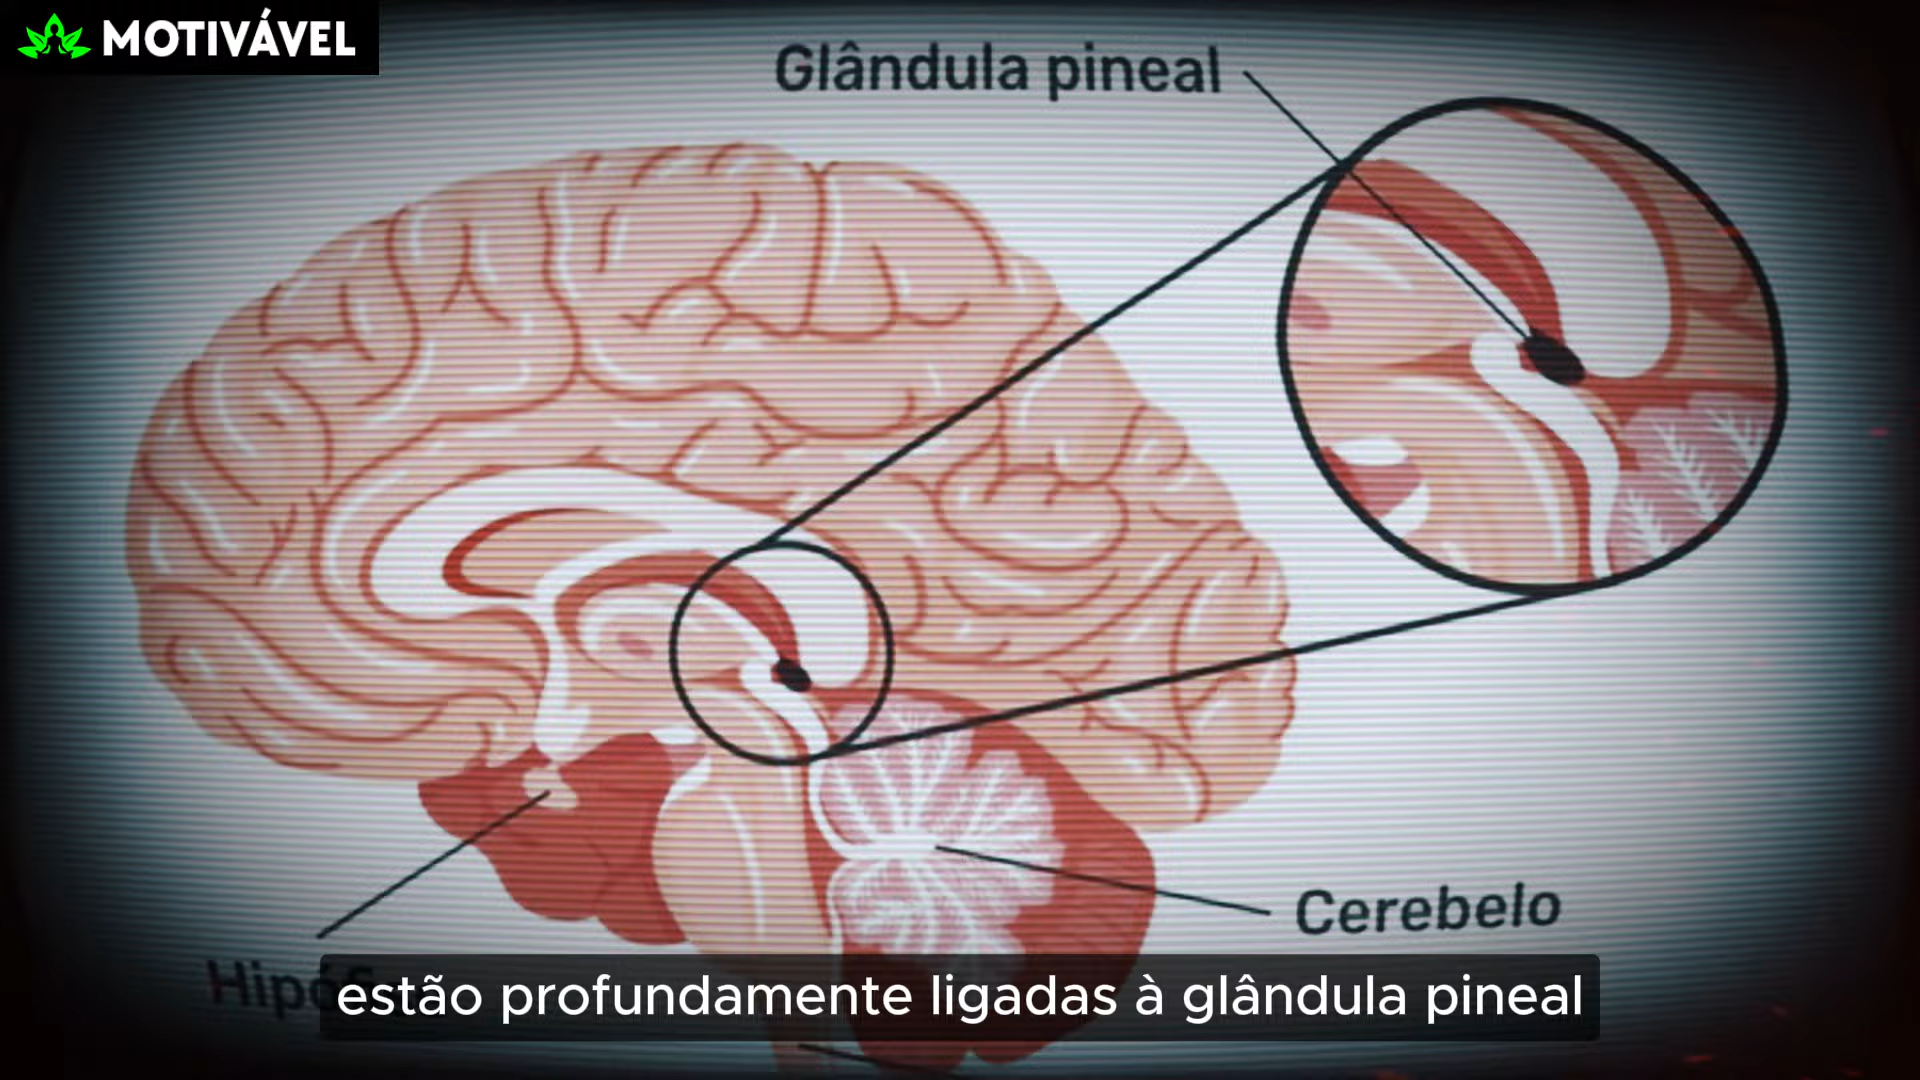 MOTIVÁVEL
Glândula pineal
Cerebelo
estão profundamente ligadas à glândula pineal